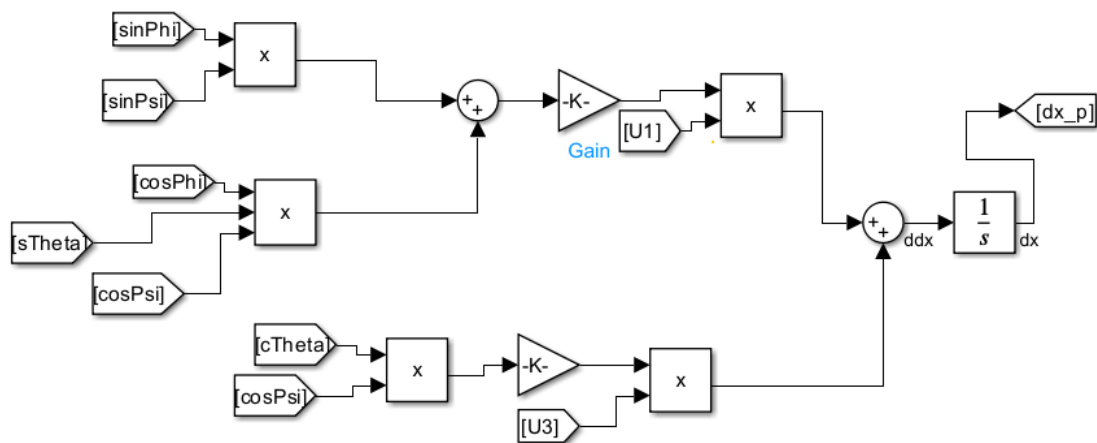 [sinPhi]
x
[sinPsi]
+
+
-K-
Gain
[U1]
x
[dx_p]
[cosPhi]
[sTheta]
x
[cosPsi]
+
+
ddx
1
s
dx
[cTheta]
x
[cosPsi]
-K-
[U3]
x